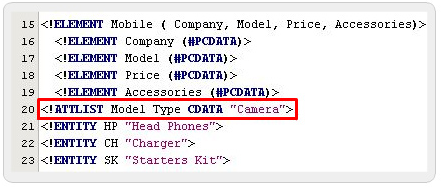 15 <!ELEMENT Mobile ( Company, Model, Price, Accessories)>
16 <!ELEMENT Company (#PCDATA)>
17 <!ELEMENT Model (#PCDATA)>
18 <!ELEMENT Price (#PCDATA)>
19 <!ELEMENT Accessories (#PCDATA)>
20 <!ATTLIST Model Type CDATA "Camera">
21 <!ENTITY HP "Head Phones">
22 <!ENTITY CH "Charger">
23 <!ENTITY SK "Starters Kit">